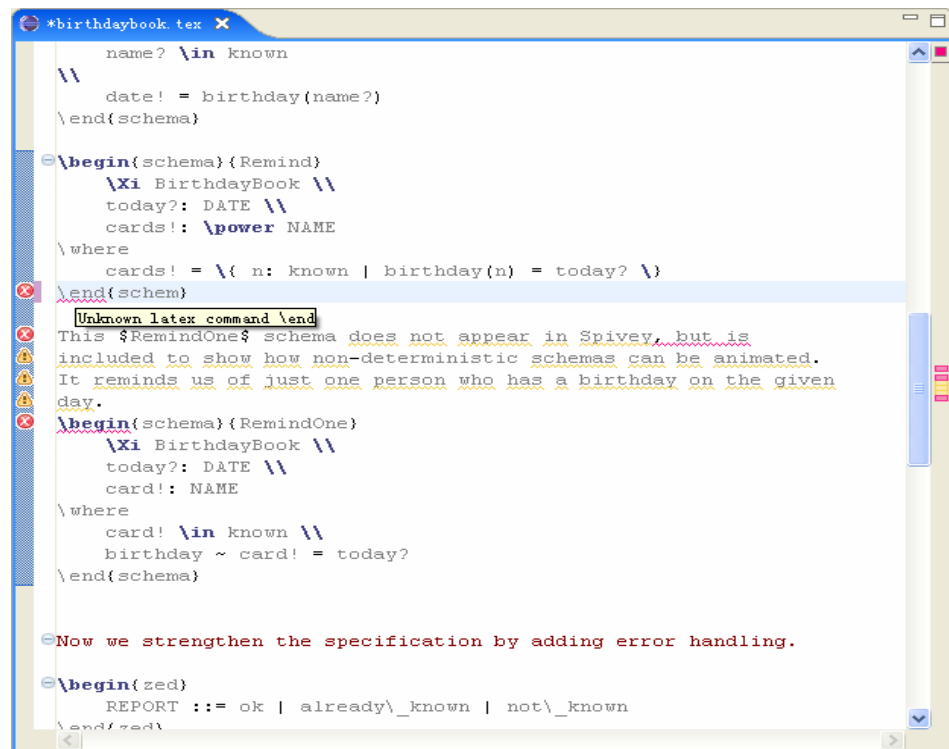 *birthdaybook.tex
name? \in known
\\
date! = birthday(name?)
\end{schema}
\begin{schema}{Remind}
\Xi BirthdayBook \\
today?: DATE \\
cards!: \power NAME
\where
cards! = \{ n: known | birthday(n) = today? \}
\end{schem}
Unknown latex command \end
This $RemindOne$ schema does not appear in Spivey, but is
included to show how non-deterministic schemas can be animated.
It reminds us of just one person who has a birthday on the given
day.
\begin{schema}{RemindOne}
\Xi BirthdayBook \\
today?: DATE \\
card!: NAME
\where
card! \in known \\
birthday ~ card! = today?
\end{schema}
Now we strengthen the specification by adding error handling.
\begin{zed}
REPORT ::= ok | already\_known | not\_known
\end{zed}